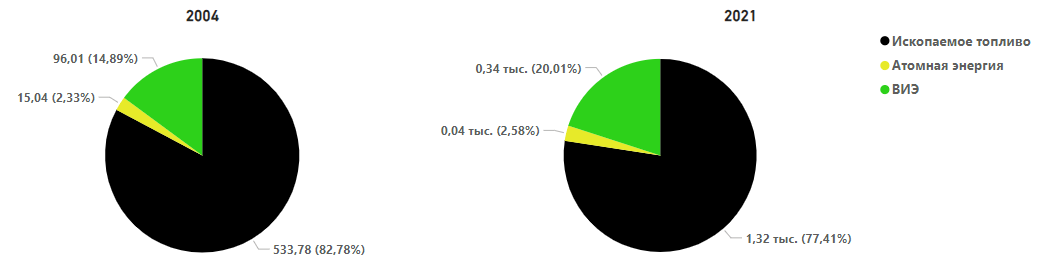 2004
96,01 (14,89%)
15,04 (2,33%)
533,78 (82,78%)
2021
0,34 тыс. (20,01%)
0,04 тыс. (2,58%)
1,32 тыс. (77,41%)
Ископаемое топливо
Атомная энергия
ВИЭ